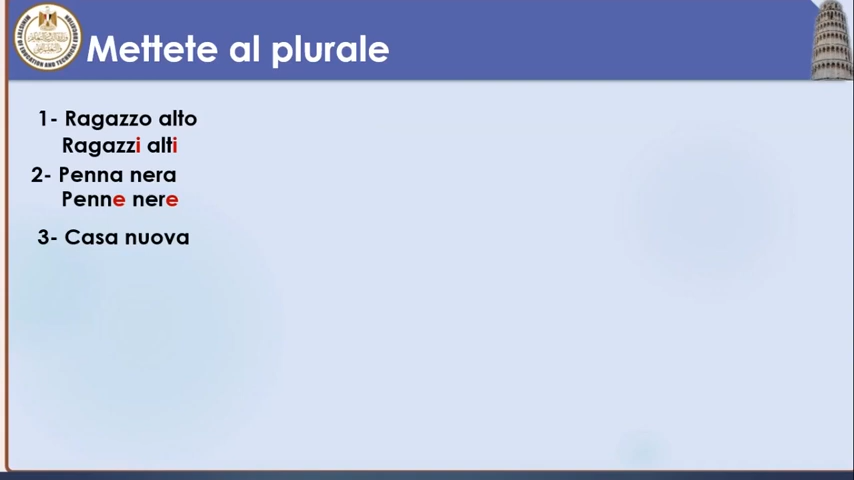 Mettete al plurale
1- Ragazzo alto
Ragazzi alti
2- Penna nera
Penne nere
3- Casa nuova